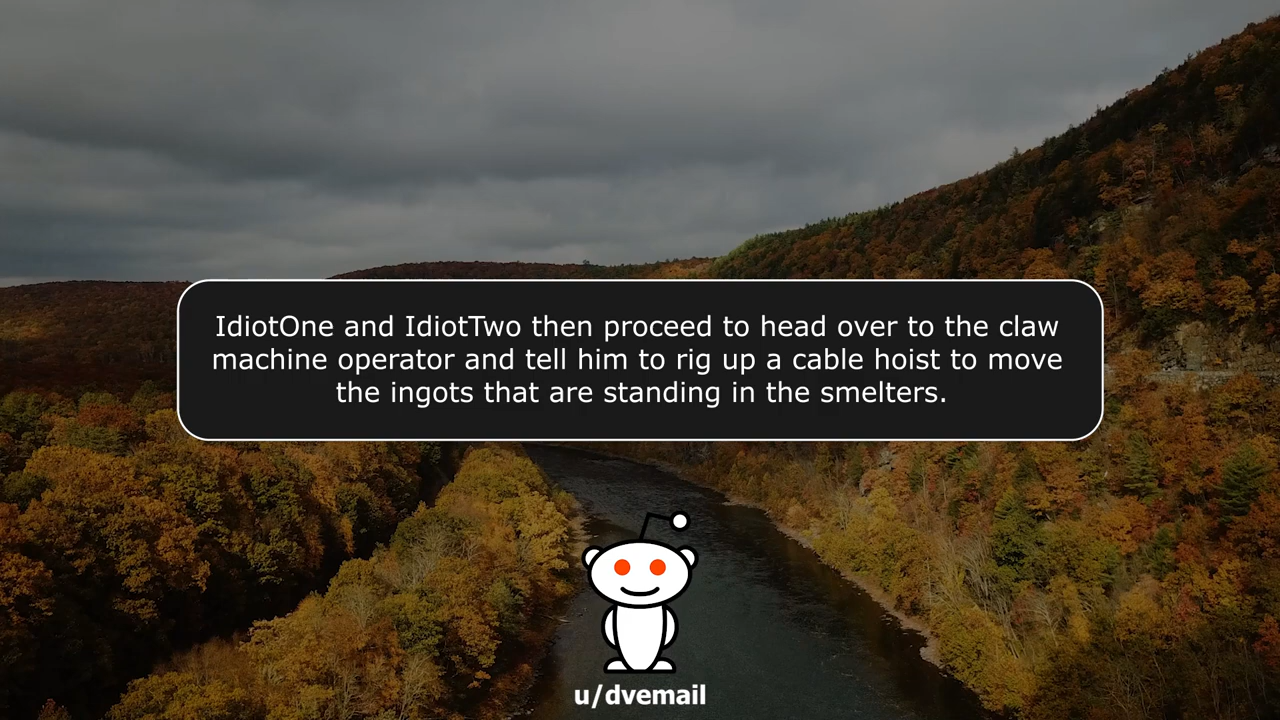 IdiotOne and IdiotTwo then proceed to head over to the claw
machine operator and tell him to rig up a cable hoist to move
the ingots that are standing in the smelters.
u/dvemail